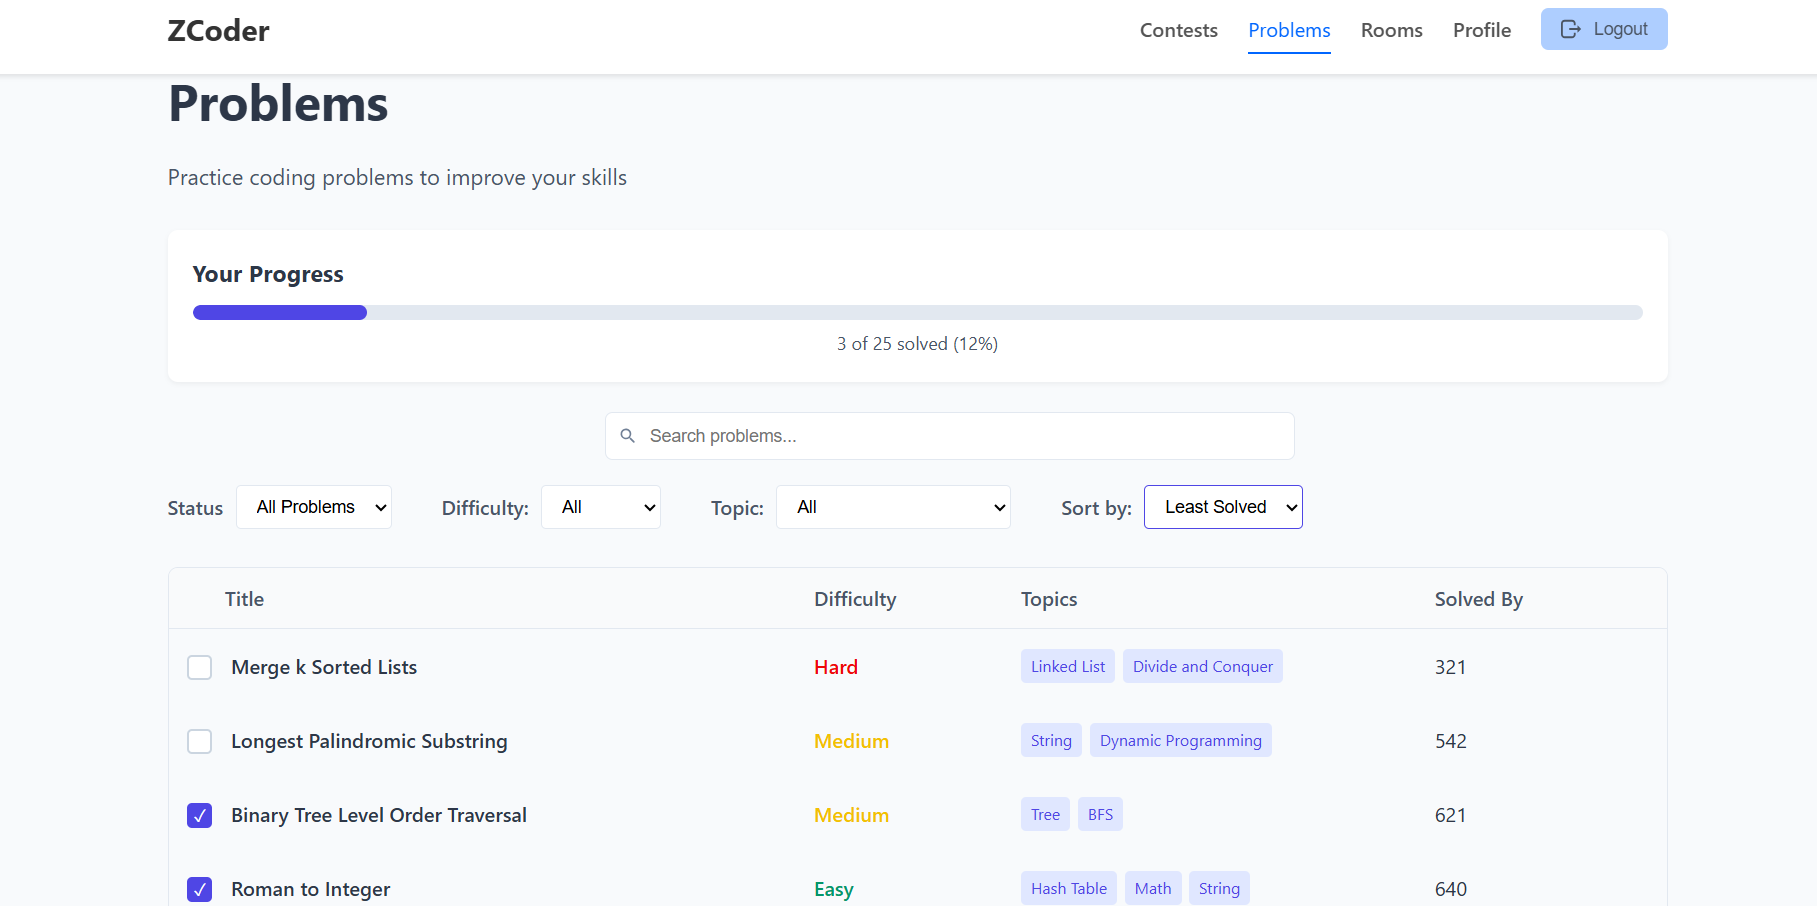 ZCoder Contests Problems Rooms Profile Logout
Problems
Practice coding problems to improve your skills
Your Progress
3 of 25 solved (12%)
Search problems...
Status All Problems Difficulty: All Topic: All Sort by: Least Solved
Title Difficulty Topics Solved By
Merge k Sorted Lists Hard Linked List Divide and Conquer 321
Longest Palindromic Substring Medium String Dynamic Programming 542
Binary Tree Level Order Traversal Medium Tree BFS 621
Roman to Integer Easy Hash Table Math String 640